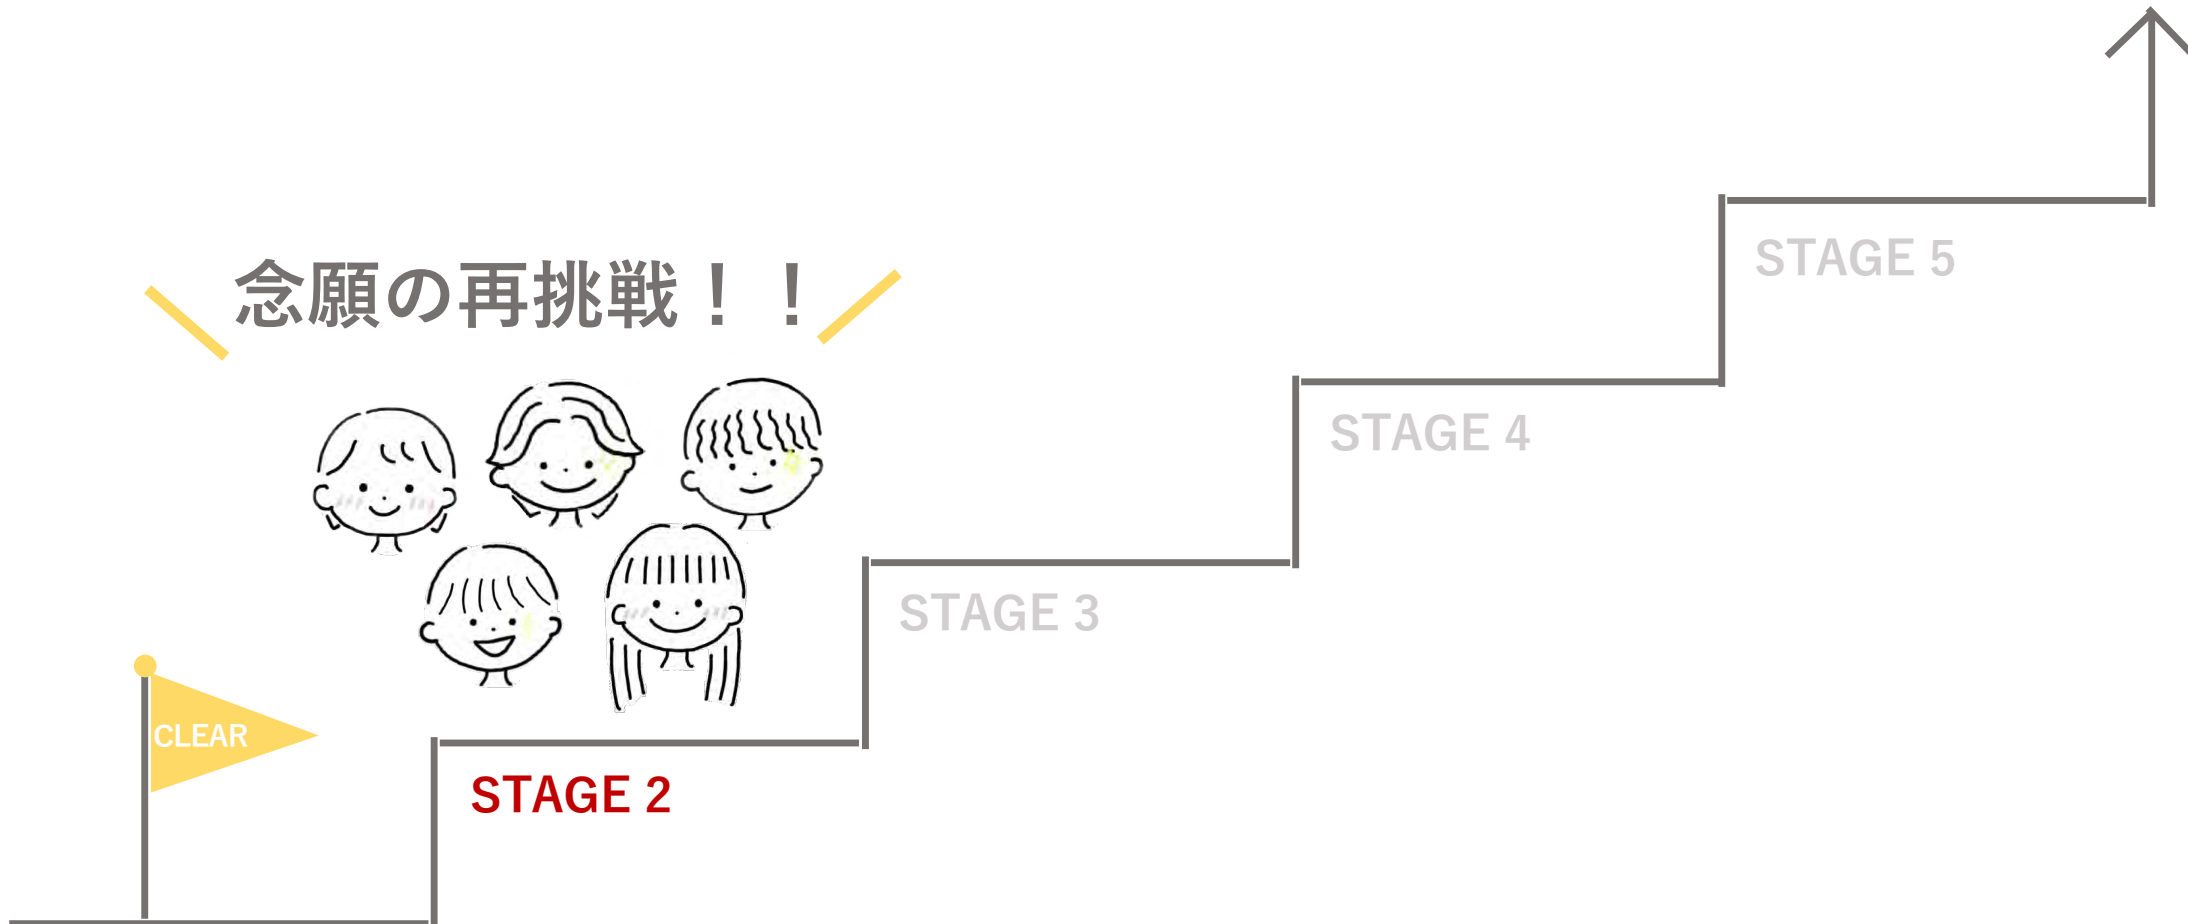 念願の再挑戦！！
CLEAR
STAGE 2
STAGE 3
STAGE 4
STAGE 5